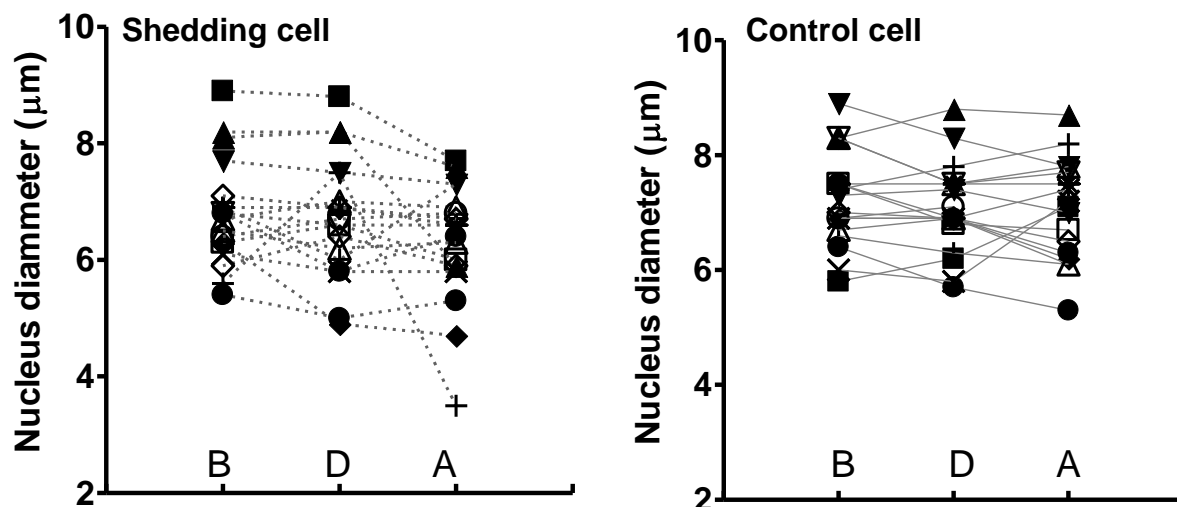 Shedding cell
Nucleus diammeter (μm)
10
8
6
4
2
B D A
Control cell
Nucleus diameter (μm)
10
8
6
4
2
B D A